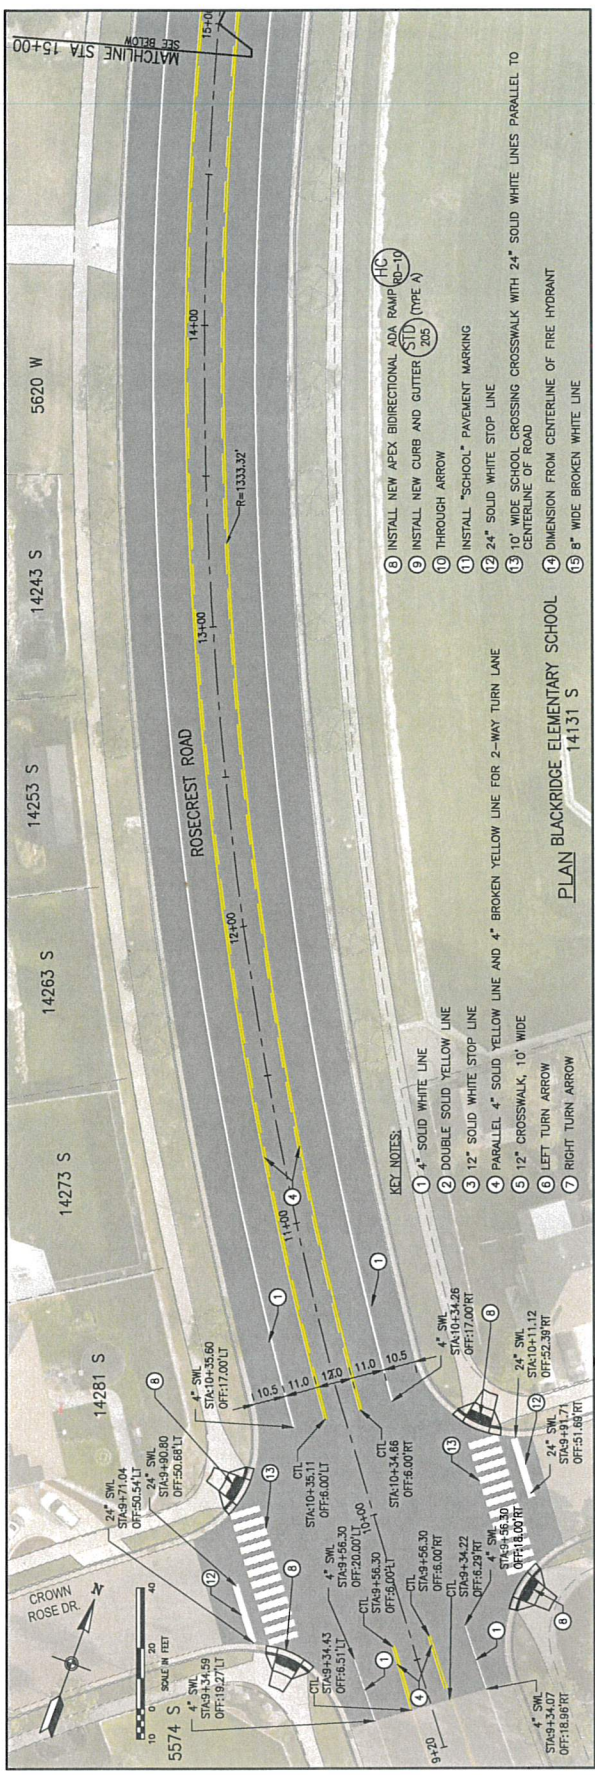 MATCHLINE STA 15+00
SEE BELOW
15+00
14+00
R=1333.32'
13+00
ROSECREST ROAD
12+00
11+00
10+00
9+20
5620 W
14243 S
14253 S
14263 S
14273 S
14281 S
5574 S
CROWN
ROSE DR.
N
10 0 20 40
SCALE IN FEET
10.5
11.0
12.0
11.0
10.5
4" SWL
STA:10+35.60
OFF:17.00'LT
CTL
STA:10+35.11
OFF:6.00'LT
CTL
STA:10+34.66
OFF:6.00'RT
4" SWL
STA:10+34.26
OFF:17.00'RT
24" SWL
STA:9+71.04
OFF:50.54'LT
24" SWL
STA:9+90.80
OFF:50.68'LT
4" SWL
STA:9+56.30
OFF:20.00'LT
CTL
STA:9+56.30
OFF:6.00'LT
CTL
STA:9+56.30
OFF:6.00'RT
4" SWL
STA:9+56.30
OFF:18.00'RT
4" SWL
STA:9+34.59
OFF:19.27'LT
CTL
STA:9+34.43
OFF:6.51'LT
CTL
STA:9+34.22
OFF:6.29'RT
4" SWL
STA:9+34.07
OFF:18.96'RT
24" SWL
STA:10+11.12
OFF:52.39'RT
24" SWL
STA:9+91.71
OFF:51.69'RT
1
1
1
1
4
4
8
8
8
8
12
12
13
13
KEY NOTES:
1 4" SOLID WHITE LINE
2 DOUBLE SOLID YELLOW LINE
3 12" SOLID WHITE STOP LINE
4 PARALLEL 4" SOLID YELLOW LINE AND 4" BROKEN YELLOW LINE FOR 2-WAY TURN LANE
5 12" CROSSWALK, 10' WIDE
6 LEFT TURN ARROW
7 RIGHT TURN ARROW
8 INSTALL NEW APEX BIDIRECTIONAL ADA RAMP HC RD-10
9 INSTALL NEW CURB AND GUTTER STD 205 (TYPE A)
10 THROUGH ARROW
11 INSTALL "SCHOOL" PAVEMENT MARKING
12 24" SOLID WHITE STOP LINE
13 10' WIDE SCHOOL CROSSING CROSSWALK WITH 24" SOLID WHITE LINES PARALLEL TO
CENTERLINE OF ROAD
14 DIMENSION FROM CENTERLINE OF FIRE HYDRANT
15 8" WIDE BROKEN WHITE LINE
PLAN
BLACKRIDGE ELEMENTARY SCHOOL
14131 S